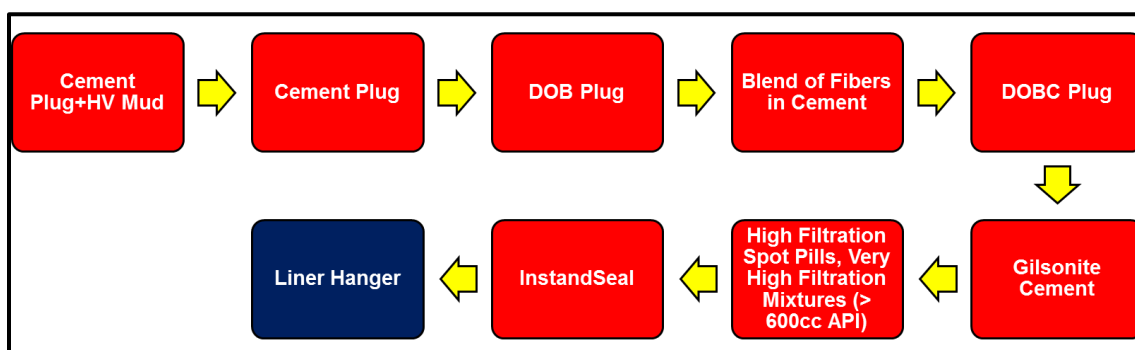 Cement
Plug+HV Mud
Cement Plug
DOB Plug
Blend of Fibers
in Cement
DOBC Plug
Gilsonite
Cement
High Filtration
Spot Pills, Very
High Filtration
Mixtures (>
600cc API)
InstandSeal
Liner Hanger